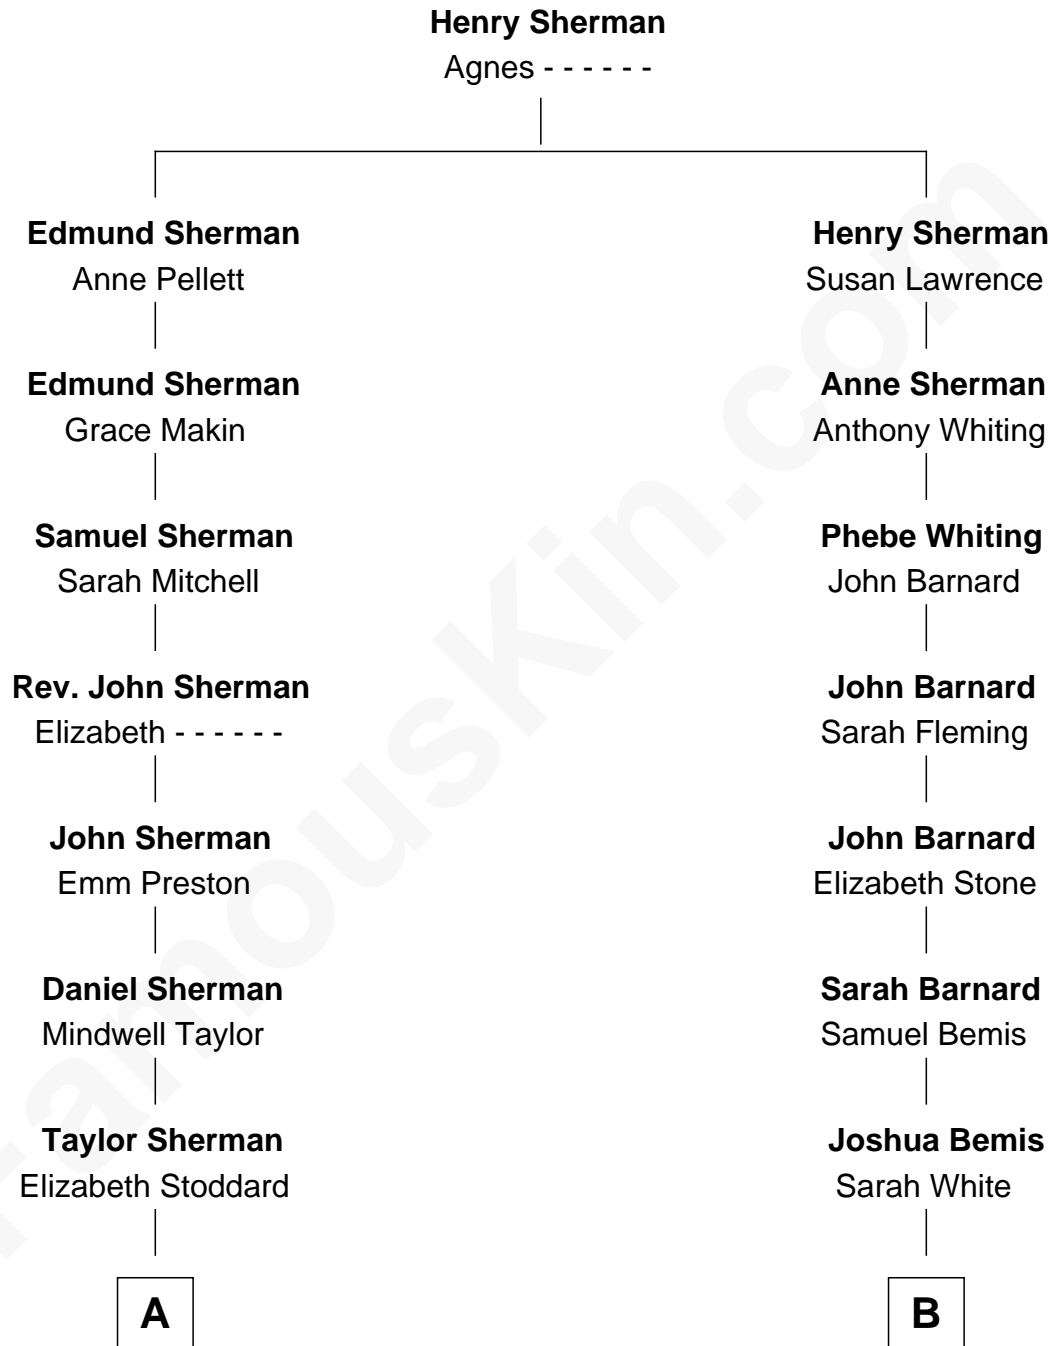 Henry Sherman
Agnes - - - - - -
Edmund Sherman
Anne Pellett
Henry Sherman
Susan Lawrence
Edmund Sherman
Grace Makin
Anne Sherman
Anthony Whiting
Samuel Sherman
Sarah Mitchell
Phebe Whiting
John Barnard
Rev. John Sherman
Elizabeth - - - - - -
John Barnard
Sarah Fleming
John Sherman
Emm Preston
John Barnard
Elizabeth Stone
Daniel Sherman
Mindwell Taylor
Sarah Barnard
Samuel Bemis
Taylor Sherman
Elizabeth Stoddard
Joshua Bemis
Sarah White
A
B
FamousKin.com